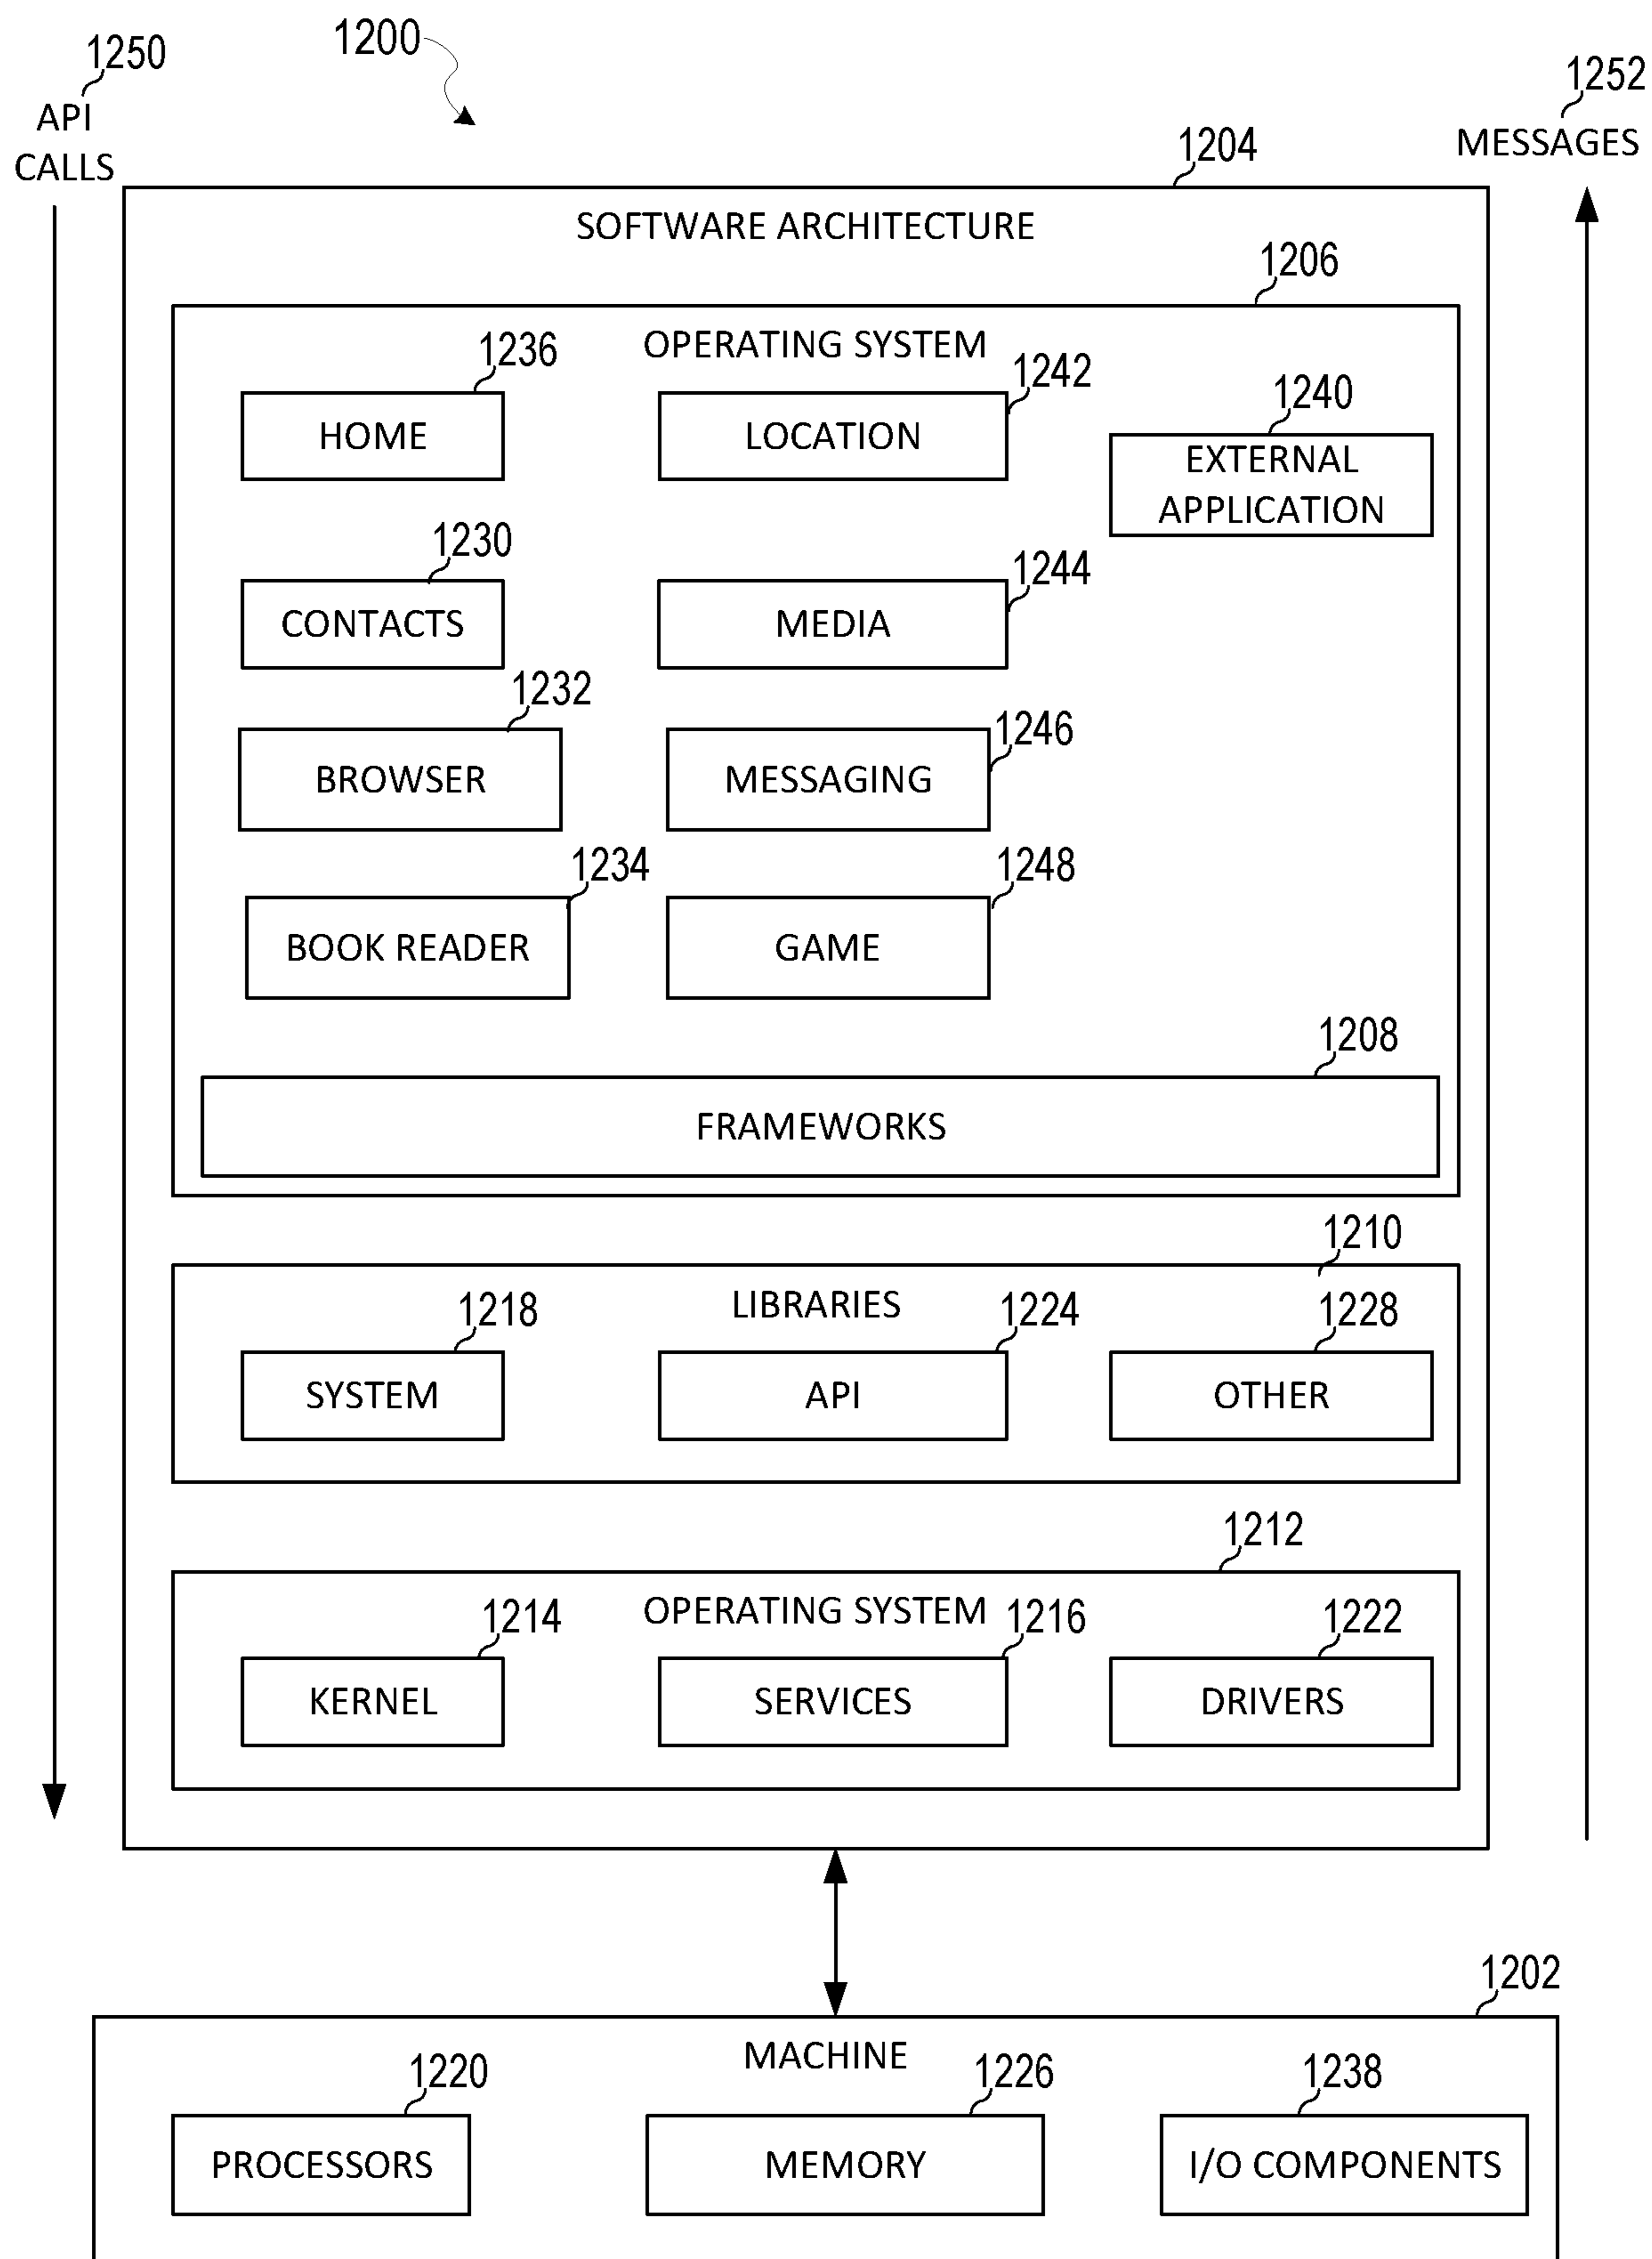 1250
API
CALLS
1200
1252
MESSAGES
1204
SOFTWARE ARCHITECTURE
1206
OPERATING SYSTEM
1236
HOME
1242
LOCATION
1240
EXTERNAL
APPLICATION
1230
CONTACTS
1244
MEDIA
1232
BROWSER
1246
MESSAGING
1234
BOOK READER
1248
GAME
1208
FRAMEWORKS
1210
LIBRARIES
1218
SYSTEM
1224
API
1228
OTHER
1212
OPERATING SYSTEM
1214
KERNEL
1216
SERVICES
1222
DRIVERS
1202
MACHINE
1220
PROCESSORS
1226
MEMORY
1238
I/O COMPONENTS